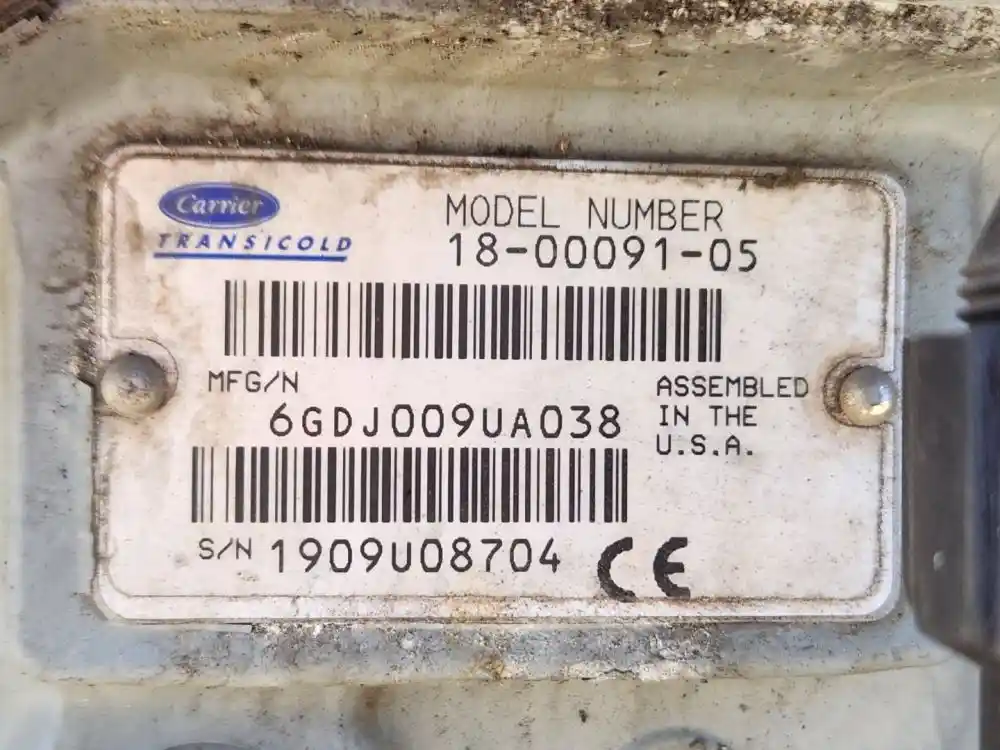 Carrier
TRANSICOLD
MODEL NUMBER
18-00091-05
MFG/N
6GDJ009UA038
ASSEMBLED
IN THE
U.S.A.
S/N 1909U08704
CE